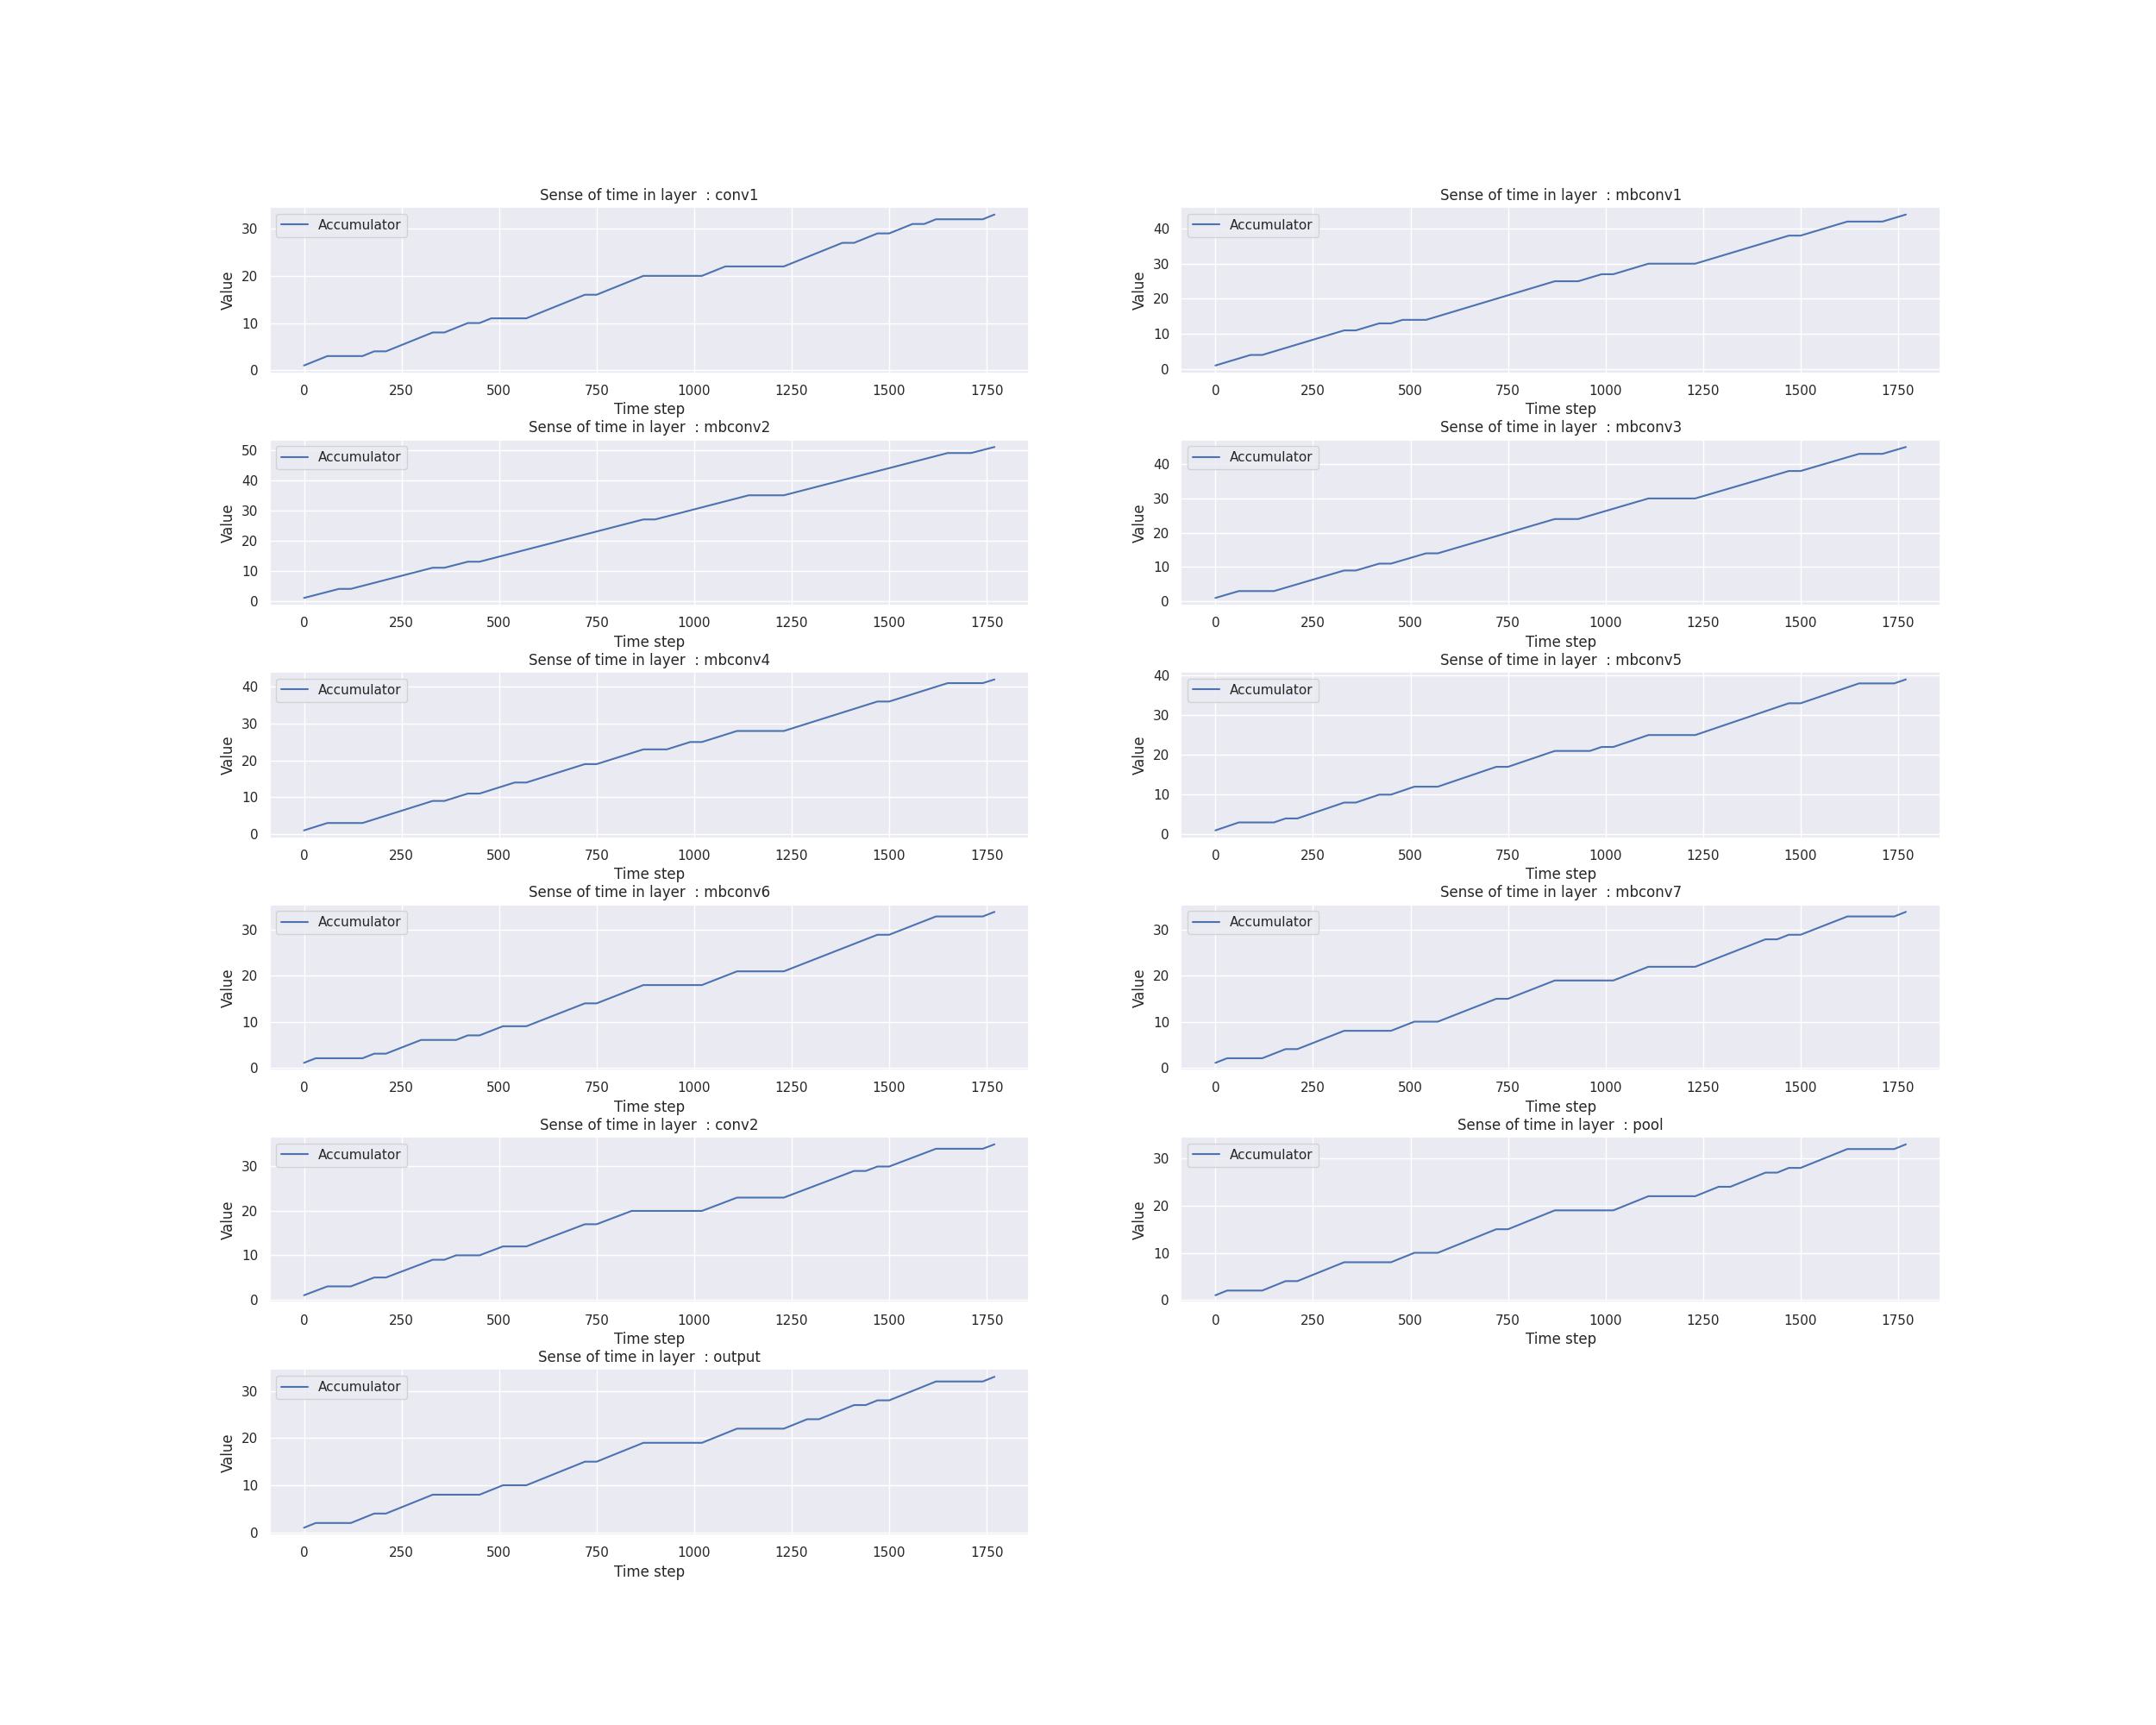 Sense of time in layer  : conv1
Accumulator
Value
30
20
10
0
0 250 500 750 1000 1250 1500 1750
Time step
Sense of time in layer  : mbconv1
Accumulator
Value
40
30
20
10
0
0 250 500 750 1000 1250 1500 1750
Time step
Sense of time in layer  : mbconv2
Accumulator
Value
50
40
30
20
10
0
0 250 500 750 1000 1250 1500 1750
Time step
Sense of time in layer  : mbconv3
Accumulator
Value
40
30
20
10
0
0 250 500 750 1000 1250 1500 1750
Time step
Sense of time in layer  : mbconv4
Accumulator
Value
40
30
20
10
0
0 250 500 750 1000 1250 1500 1750
Time step
Sense of time in layer  : mbconv5
Accumulator
Value
40
30
20
10
0
0 250 500 750 1000 1250 1500 1750
Time step
Sense of time in layer  : mbconv6
Accumulator
Value
30
20
10
0
0 250 500 750 1000 1250 1500 1750
Time step
Sense of time in layer  : mbconv7
Accumulator
Value
30
20
10
0
0 250 500 750 1000 1250 1500 1750
Time step
Sense of time in layer  : conv2
Accumulator
Value
30
20
10
0
0 250 500 750 1000 1250 1500 1750
Time step
Sense of time in layer  : pool
Accumulator
Value
30
20
10
0
0 250 500 750 1000 1250 1500 1750
Time step
Sense of time in layer  : output
Accumulator
Value
30
20
10
0
0 250 500 750 1000 1250 1500 1750
Time step